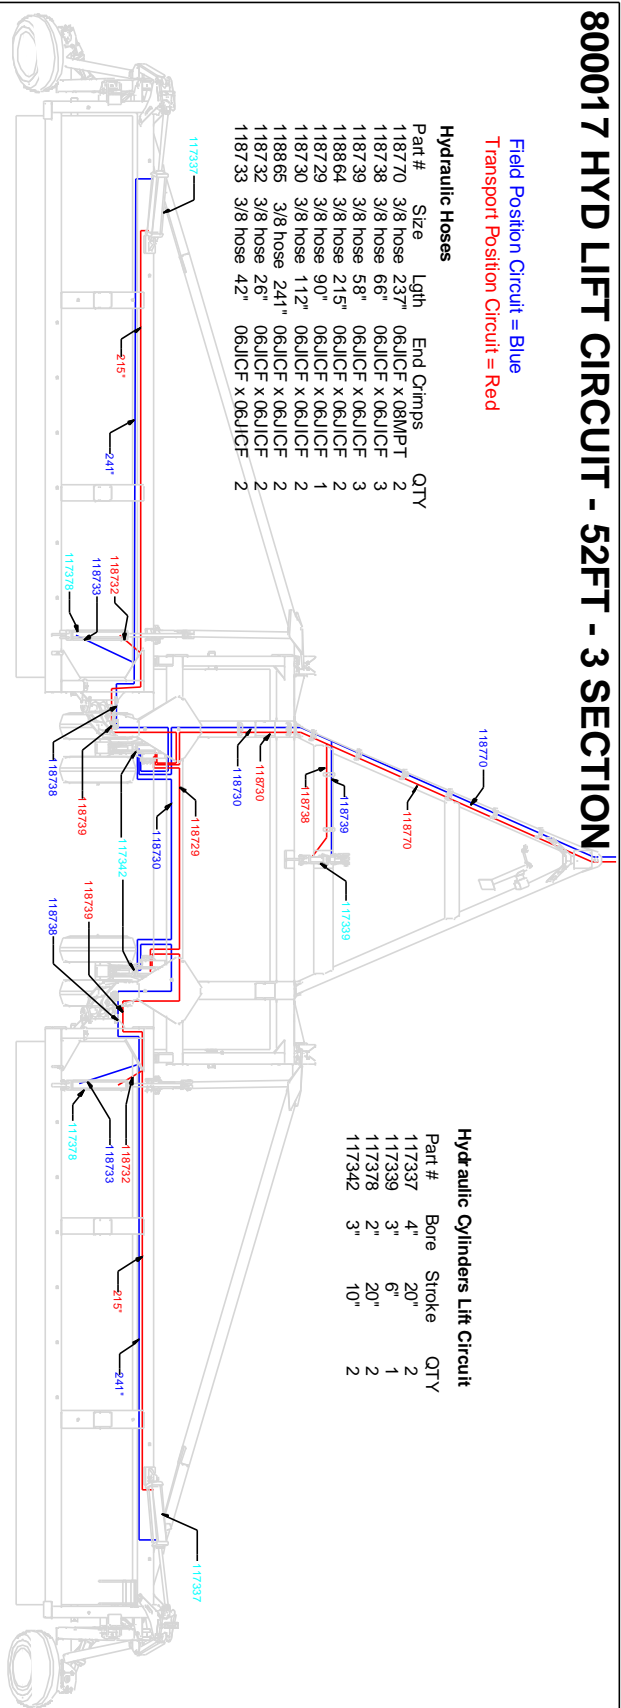 800017 HYD LIFT CIRCUIT - 52FT - 3 SECTION
Field Position Circuit = Blue
Transport Position Circuit = Red
Hydraulic Hoses
Part # Size Lgth End Crimps QTY
118770 3/8 hose 237" 06JICF x 08MPT 2
118738 3/8 hose 66" 06JICF x 06JICF 3
118739 3/8 hose 58" 06JICF x 06JICF 3
118864 3/8 hose 215" 06JICF x 06JICF 2
118729 3/8 hose 90" 06JICF x 06JICF 1
118730 3/8 hose 112" 06JICF x 06JICF 2
118865 3/8 hose 241" 06JICF x 06JICF 2
118732 3/8 hose 26" 06JICF x 06JICF 2
118733 3/8 hose 42" 06JICF x 06JICF 2
Hydraulic Cylinders Lift Circuit
Part # Bore Stroke QTY
117337 4" 20" 2
117339 3" 6" 1
117378 2" 20" 2
117342 3" 10" 2
118770
118770
118739
118738
117339
118730
118730
117337
215"
241"
118732
118733
117378
118738
118739
117342
118730
118729
118739
118738
118732
118733
117378
215"
241"
117337